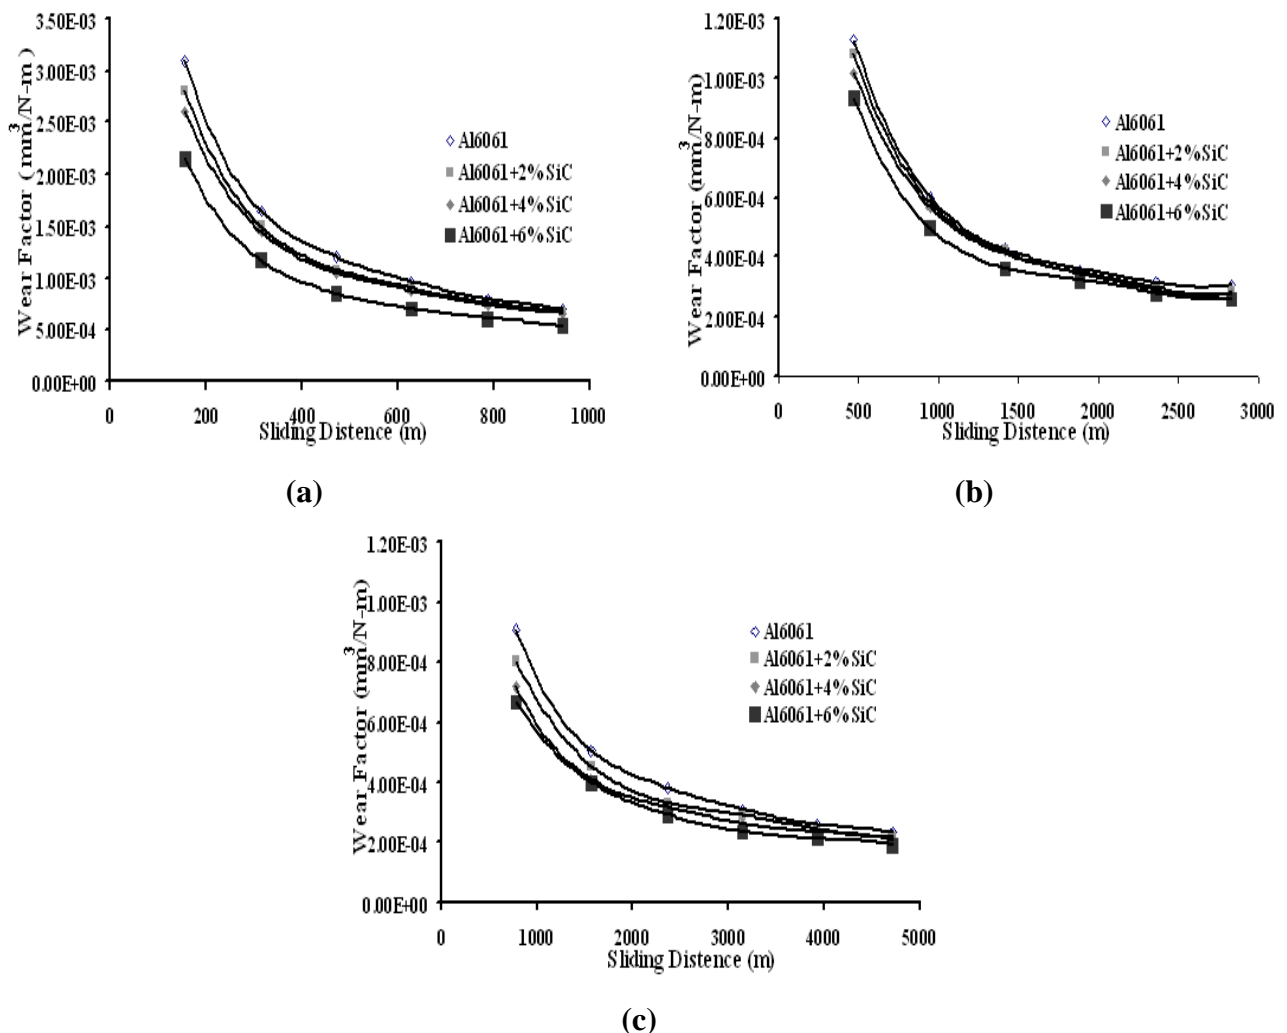 3.50E-03
3.00E-03
2.50E-03
2.00E-03
1.50E-03
1.00E-03
5.00E-04
0.00E+00
Wear Factor (mm³/N-m)
0 200 400 600 800 1000
Sliding Distence (m)
Al6061
Al6061+2%SiC
Al6061+4%SiC
Al6061+6%SiC
(a)
1.20E-03
1.00E-03
8.00E-04
6.00E-04
4.00E-04
2.00E-04
0.00E+00
Wear Factor (mm³/N-m)
0 500 1000 1500 2000 2500 3000
Sliding Distence (m)
Al6061
Al6061+2%SiC
Al6061+4%SiC
Al6061+6%SiC
(b)
1.20E-03
1.00E-03
8.00E-04
6.00E-04
4.00E-04
2.00E-04
0.00E+00
Wear Factor (mm³/N-m)
0 1000 2000 3000 4000 5000
Sliding Distence (m)
Al6061
Al6061+2%SiC
Al6061+4%SiC
Al6061+6%SiC
(c)